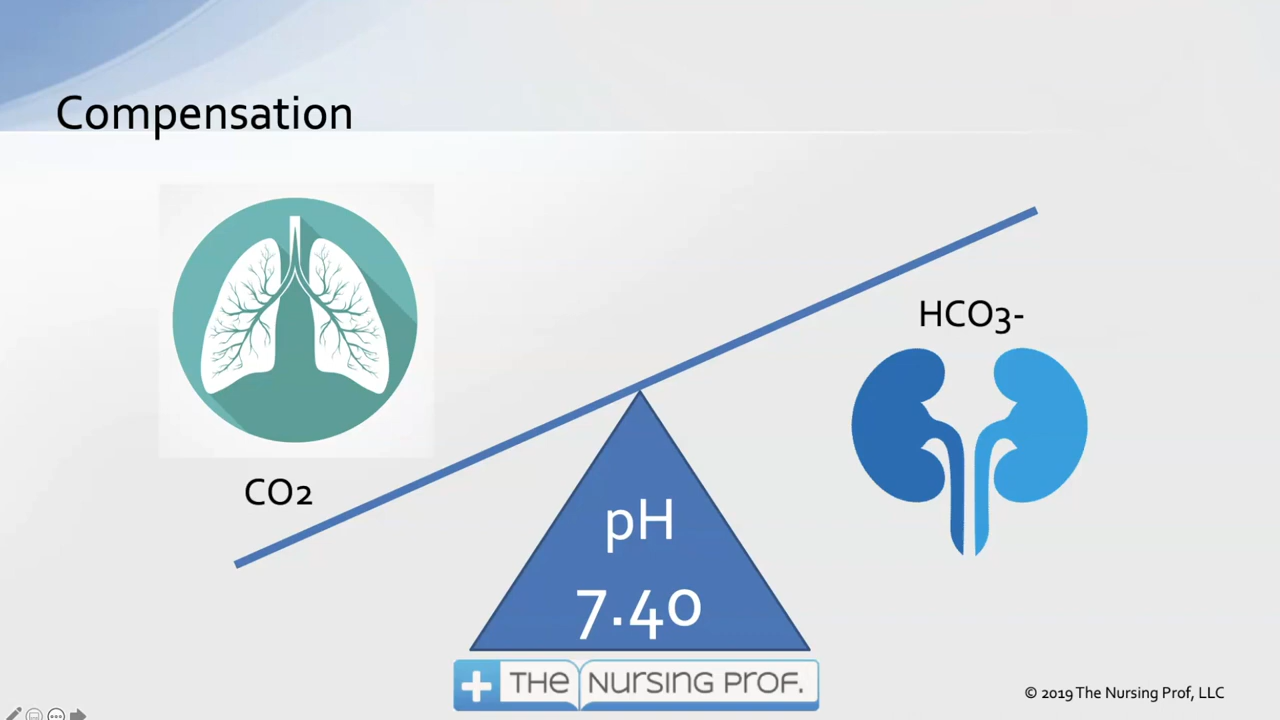 Compensation
HCO3-
CO2
pH
7.40
THE NURSING PROF.
© 2019 The Nursing Prof, LLC